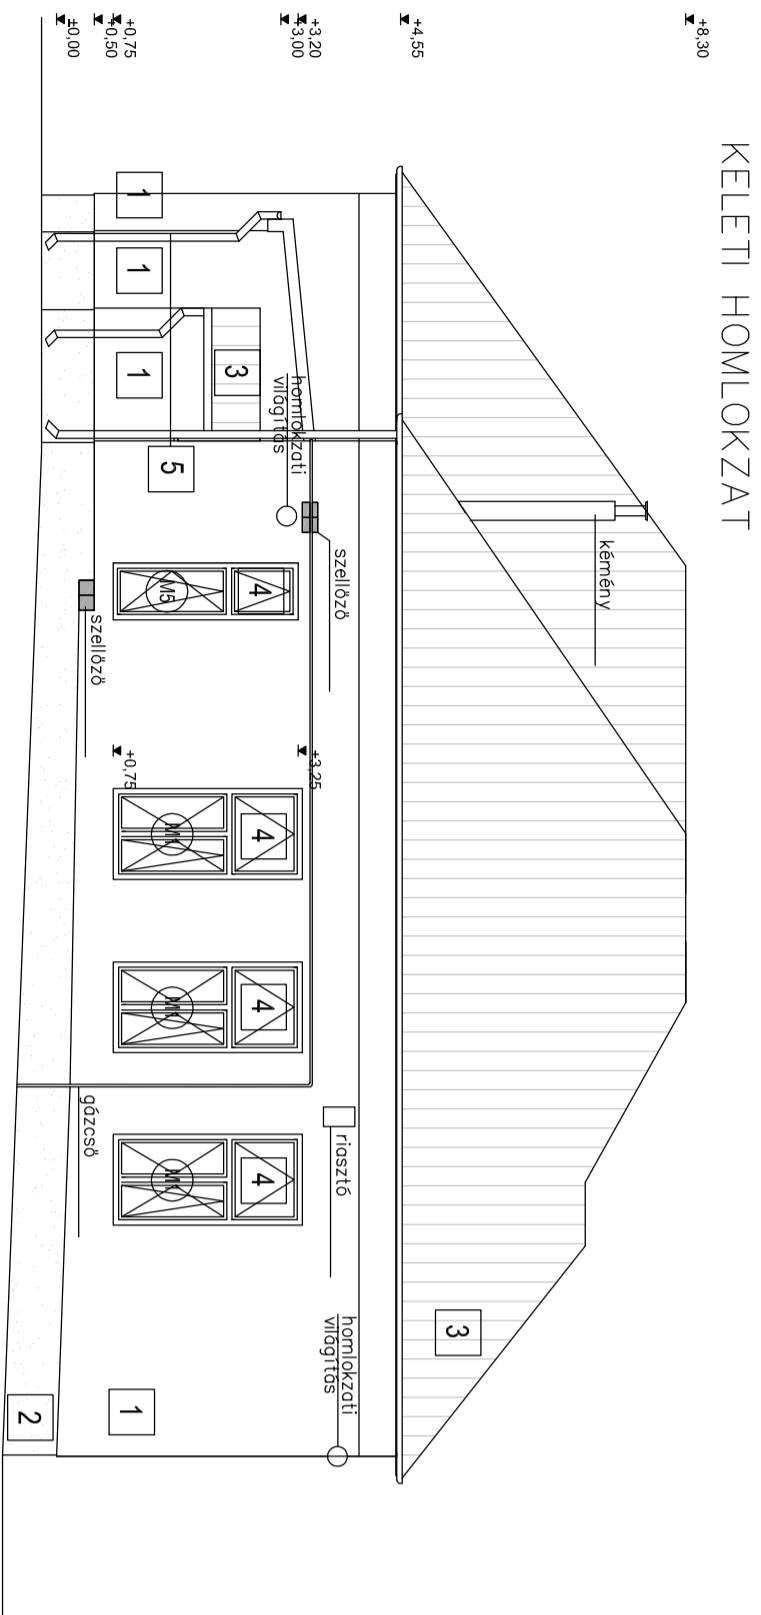 KELETI HOMLOKZAT
+8,30
+4,55
+3,20
+3,00
+0,75
+0,50
±0,00
kémény
3
szellőző
homlokzati
világítás
riasztó
homlokzati
világítás
3
+3,25
+0,75
4
M5
4
4
4
1
1
1
5
szellőző
gázcső
1
2